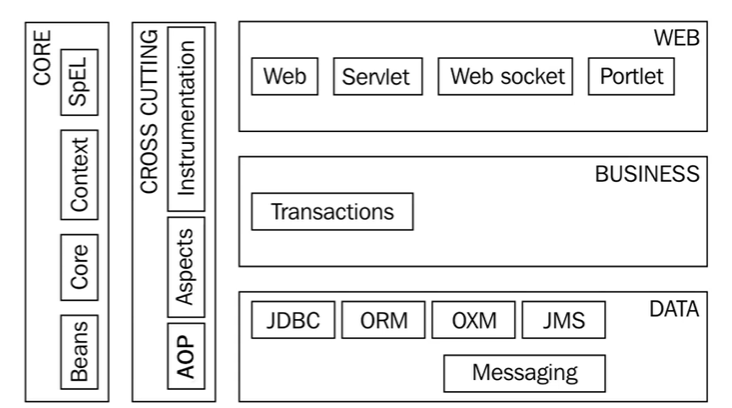 CORE
SpEL
Context
Core
Beans
CROSS CUTTING
Instrumentation
Aspects
AOP
WEB
Web
Servlet
Web socket
Portlet
BUSINESS
Transactions
DATA
JDBC
ORM
OXM
JMS
Messaging